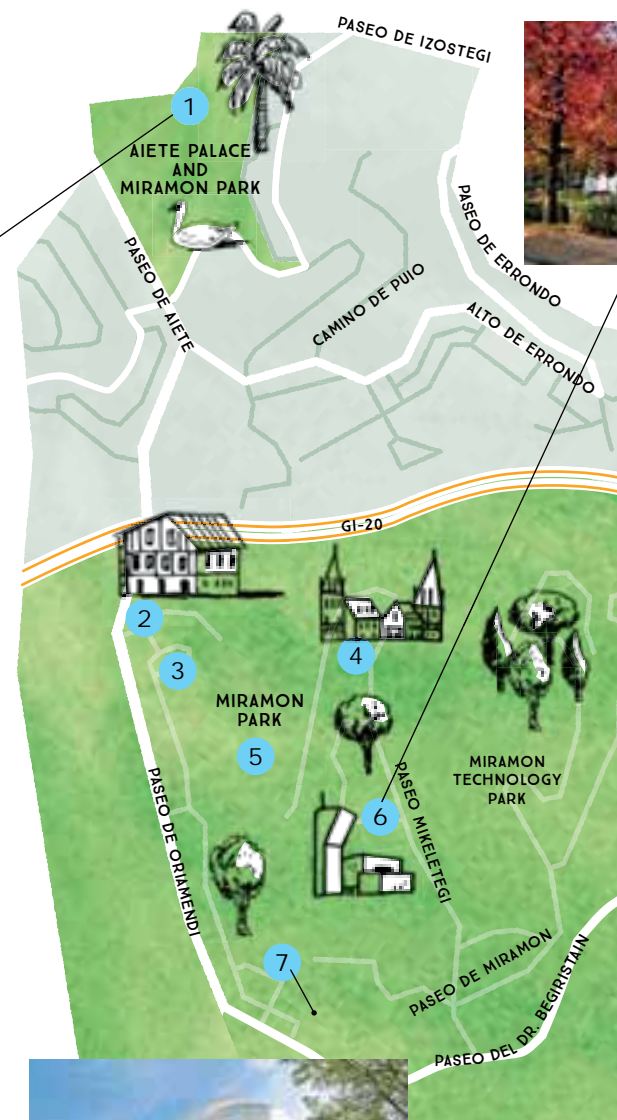 PASEO DE IZOSTEGI
1
AIETE PALACE
AND
MIRAMON PARK
PASEO DE ERRONDO
PASEO DE AIETE
CAMINO DE PUIO
ALTO DE ERRONDO
GI-20
2
3
4
MIRAMON
PARK
5
MIRAMON
TECHNOLOGY
PARK
PASEO DE ORIAMENDI
6
PASEO MIKELETEGI
7
PASEO DE MIRAMON
PASEO DEL DR. BEGIRISTAIN